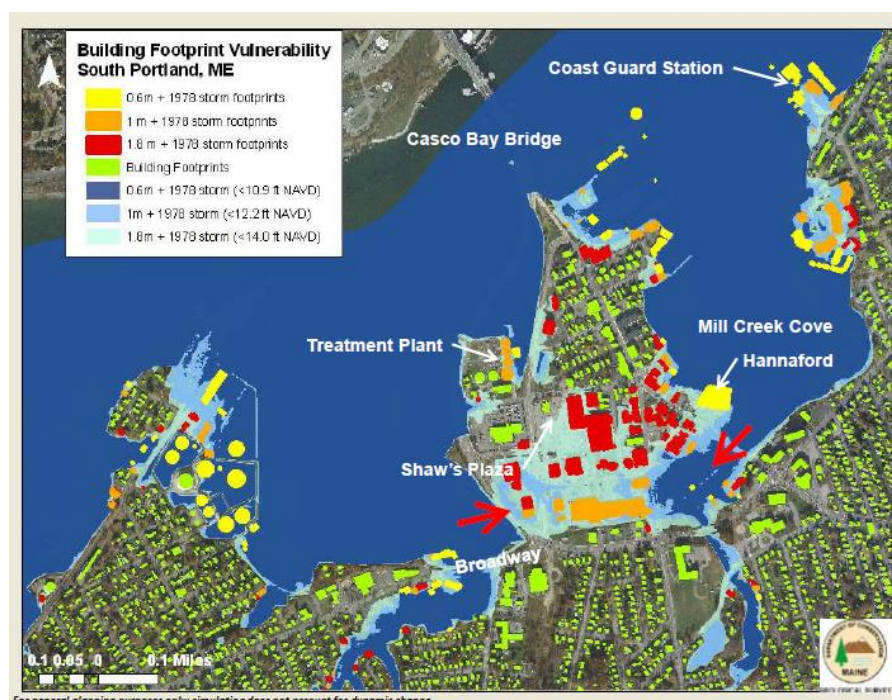 Building Footprint Vulnerability
South Portland, ME
0.6m + 1978 storm footprints
1 m + 1978 storm footprints
1.8 m + 1978 storm footprints
Building Footprints
0.6m + 1978 storm (<10.9 ft NAVD)
1m + 1978 storm (<12.2 ft NAVD)
1.8m + 1978 storm (<14.0 ft NAVD)
Coast Guard Station
Casco Bay Bridge
Mill Creek Cove
Treatment Plant
Hannaford
Shaw's Plaza
Broadway
0.1 0.05 0 0.1 Miles
DEPARTMENT OF CONSERVATION
MAINE
For general planning purposes only; simulation does not account for dynamic change